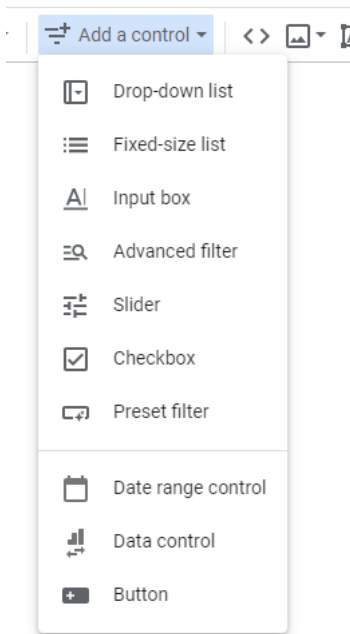 Add a control
Drop-down list
Fixed-size list
Input box
Advanced filter
Slider
Checkbox
Preset filter
Date range control
Data control
Button